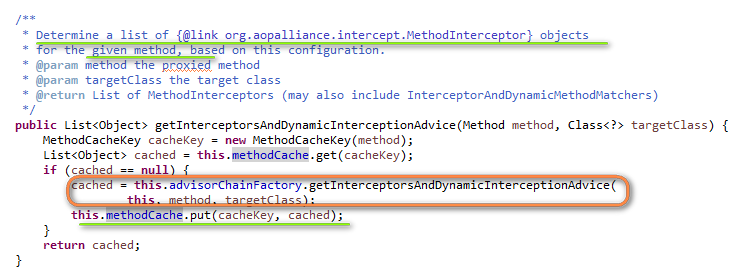 /**
* Determine a list of {@link org.aopalliance.intercept.MethodInterceptor} objects
* for the given method, based on this configuration.
* @param method the proxied method
* @param targetClass the target class
* @return List of MethodInterceptors (may also include InterceptorAndDynamicMethodMatchers)
*/
public List<Object> getInterceptorsAndDynamicInterceptionAdvice(Method method, Class<?> targetClass) {
MethodCacheKey cacheKey = new MethodCacheKey(method);
List<Object> cached = this.methodCache.get(cacheKey);
if (cached == null) {
cached = this.advisorChainFactory.getInterceptorsAndDynamicInterceptionAdvice(
this, method, targetClass);
this.methodCache.put(cacheKey, cached);
}
return cached;
}